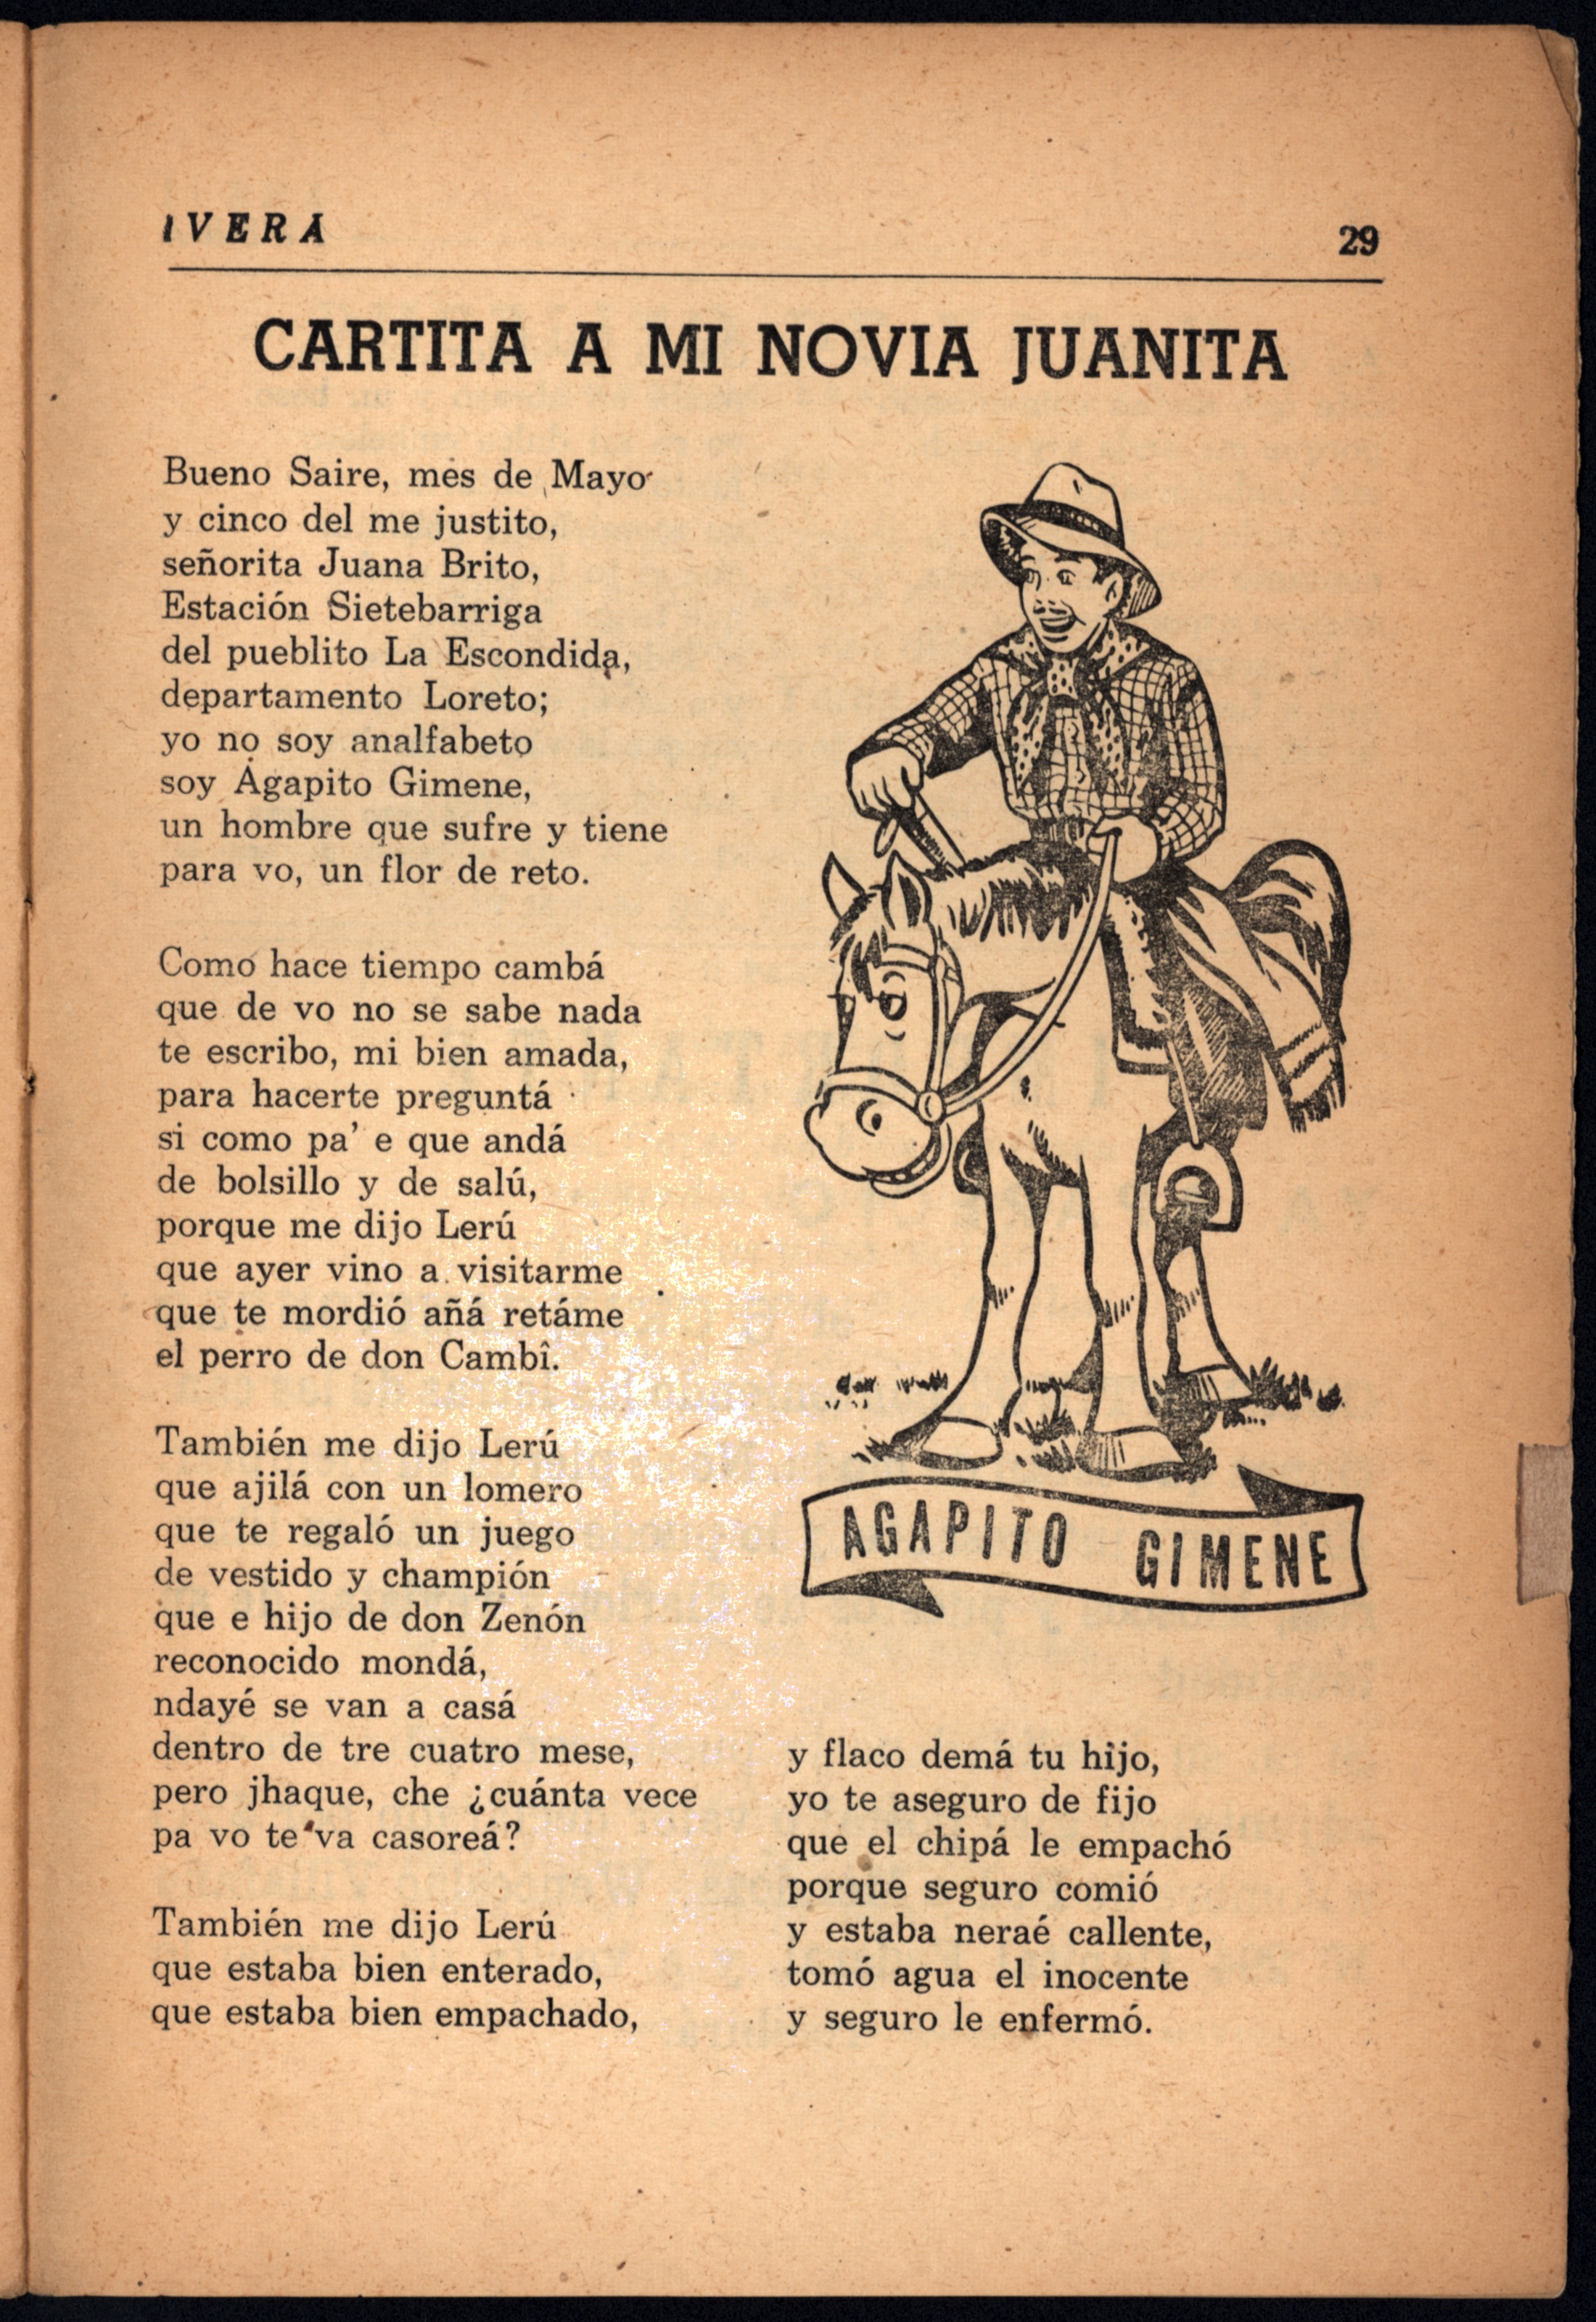 IVERA
29
CARTITA A MI NOVIA JUANITA
Bueno Saire, mes de Mayo
y cinco del me justito,
señorita Juana Brito,
Estación Sietebarriga
del pueblito La Escondida,
departamento Loreto;
yo no soy analfabeto
soy Agapito Gimene,
un hombre que sufre y tiene
para vo, un flor de reto.
Como hace tiempo cambá
que de vo no se sabe nada
te escribo, mi bien amada,
para hacerte preguntá
si como pa' e que andá
de bolsillo y de salú,
porque me dijo Lerú
que ayer vino a visitarme
que te mordió añá retáme
el perro de don Cambî.
También me dijo Lerú
que ajilá con un lomero
que te regaló un juego
de vestido y champión
que e hijo de don Zenón
reconocido mondá,
ndayé se van a casá
dentro de tre cuatro mese,
pero jhaque, che ¿cuánta vece
pa vo te va casoreá?
También me dijo Lerú
que estaba bien enterado,
que estaba bien empachado,
AGAPITO GIMENE
y flaco demá tu hijo,
yo te aseguro de fijo
que el chipá le empachó
porque seguro comió
y estaba neraé callente,
tomó agua el inocente
y seguro le enfermó.